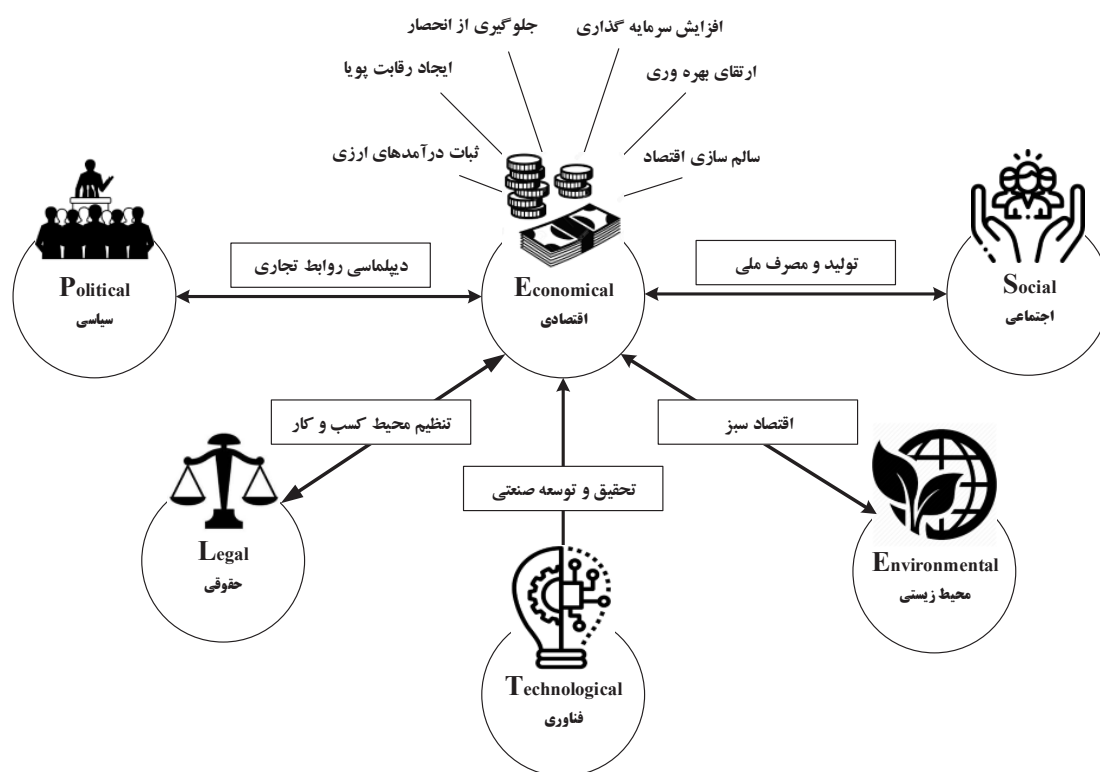 افزایش سرمایه گذاری
جلوگیری از انحصار
ارتقای بهره وری
ایجاد رقابت پویا
سالم سازی اقتصاد
ثبات درآمدهای ارزی
تولید و مصرف ملی
دیپلماسی روابط تجاری
Political
سیاسی
Economical
اقتصادی
Social
اجتماعی
تنظیم محیط کسب و کار
اقتصاد سبز
تحقیق و توسعه صنعتی
Legal
حقوقی
Environmental
محیط زیستی
Technological
فناوری